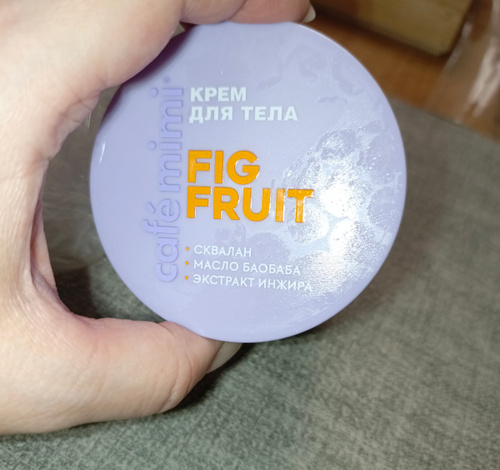 café mimi
КРЕМ
ДЛЯ ТЕЛА
FIG
FRUIT
СКВАЛАН
МАСЛО БАОБАБА
ЭКСТРАКТ ИНЖИРА